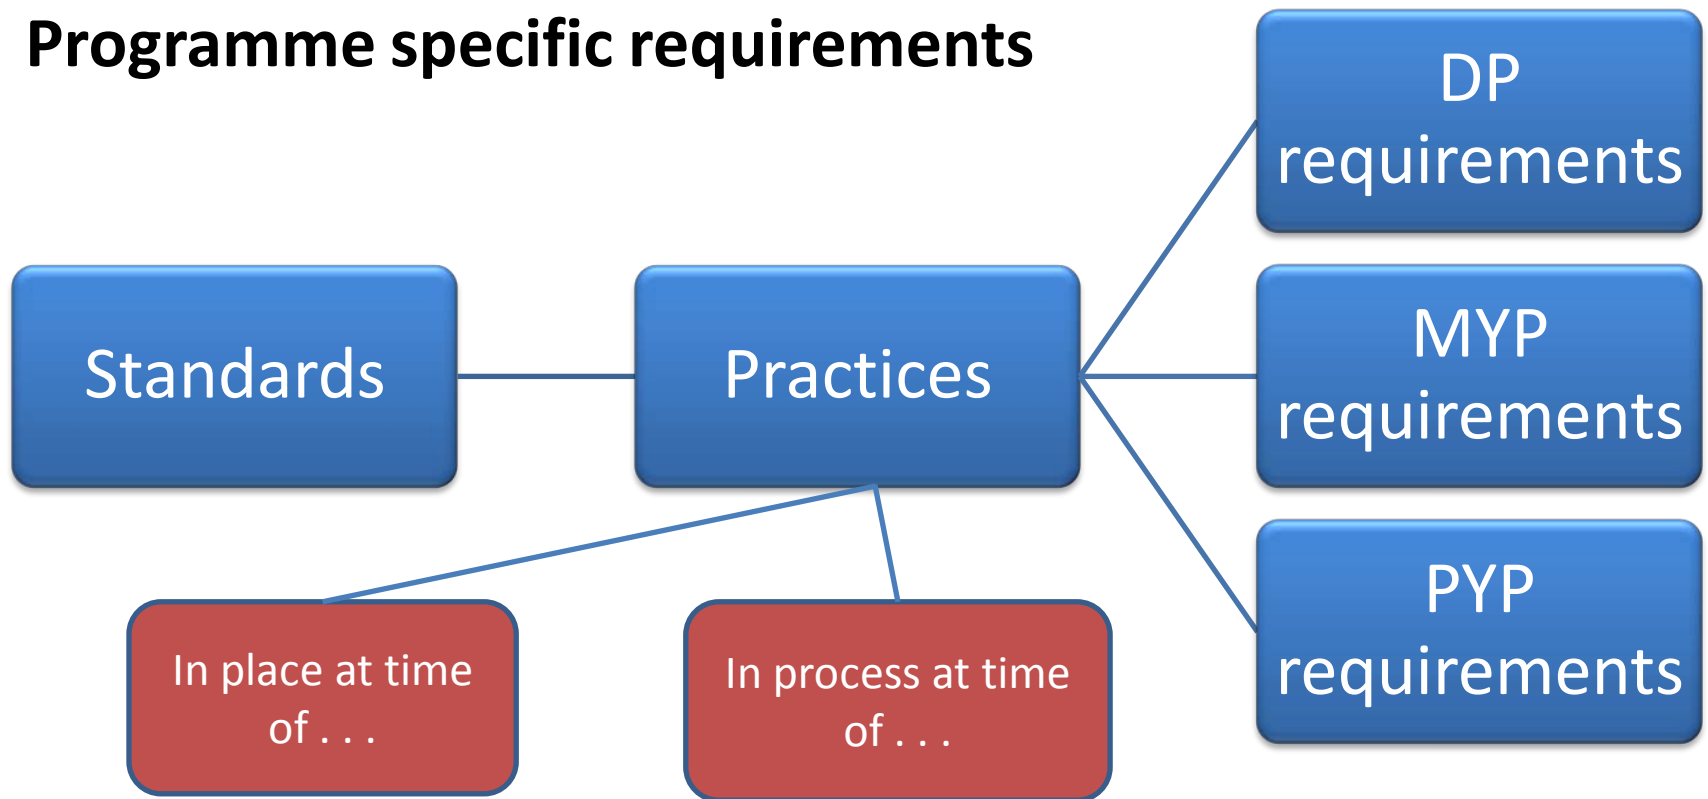 Programme specific requirements
DP
requirements
Standards
Practices
MYP
requirements
PYP
requirements
In place at time
of . . .
In process at time
of . . .